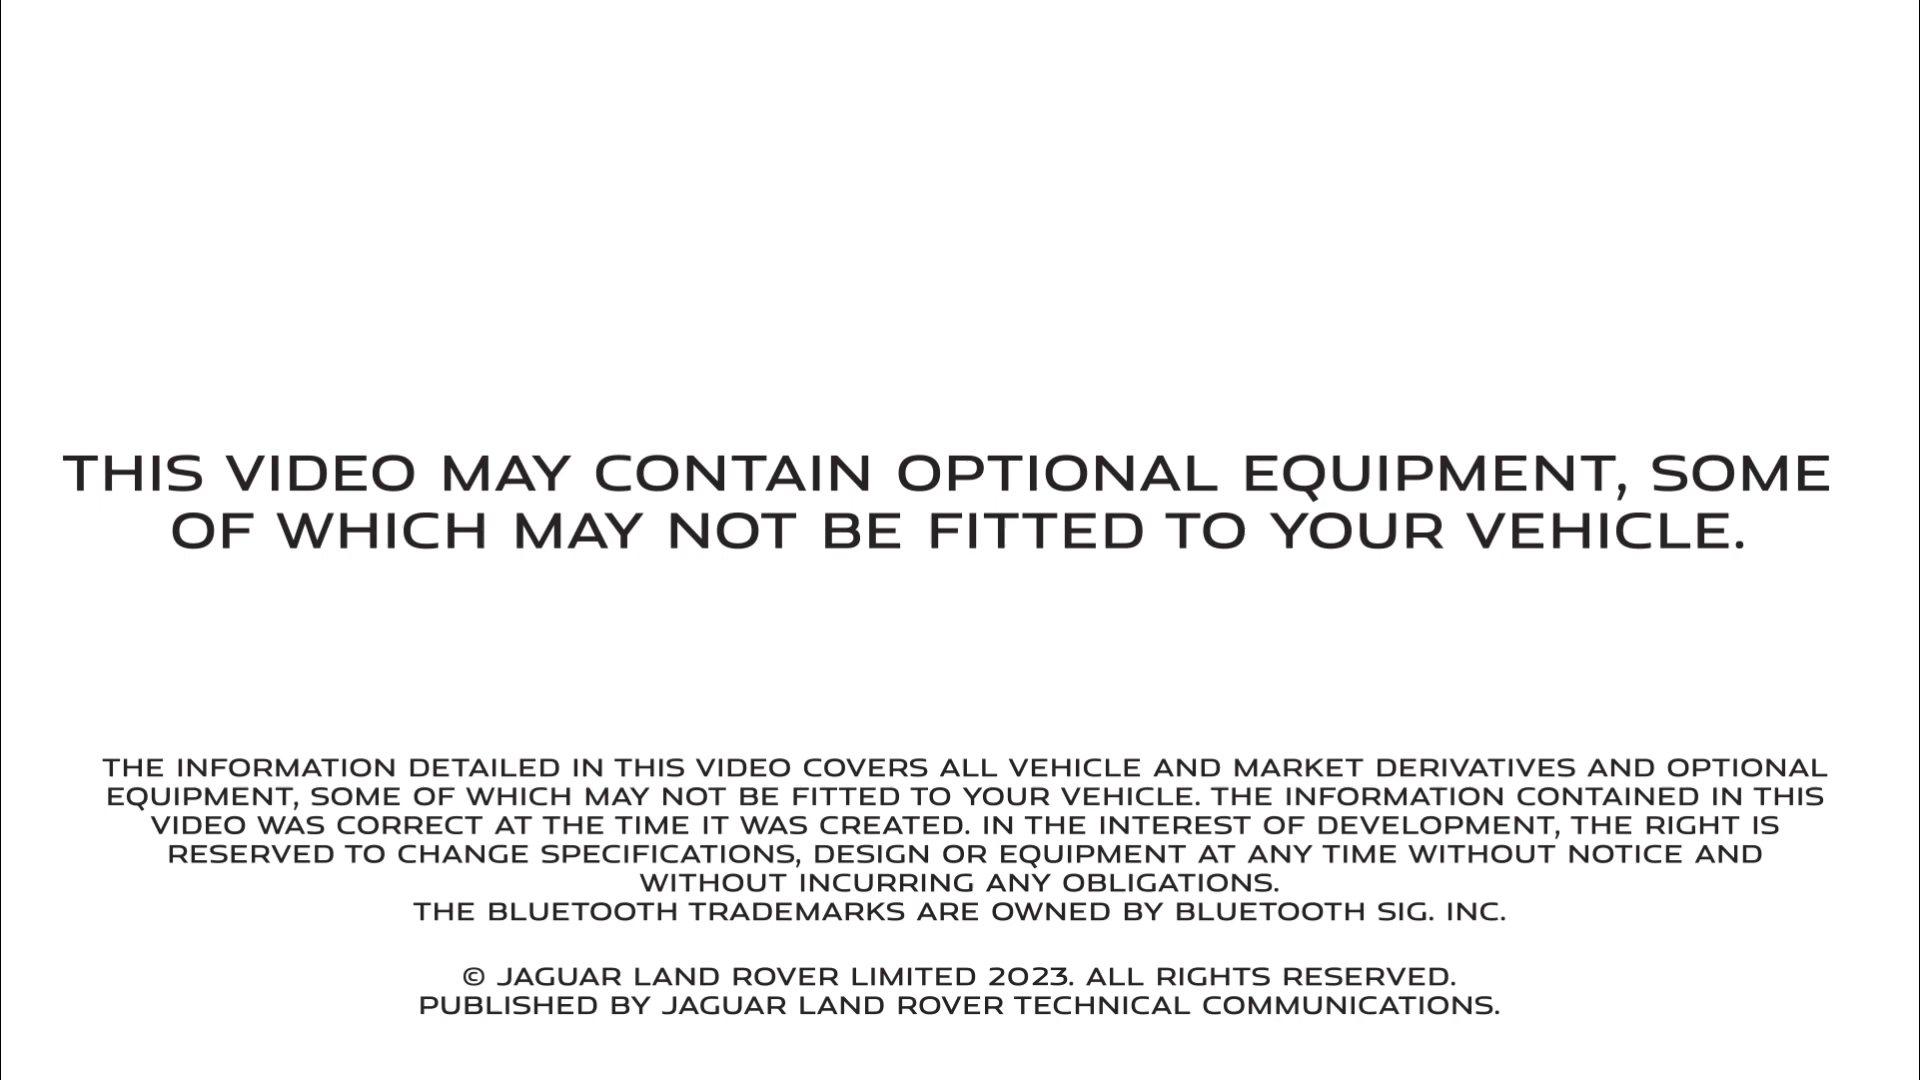 THIS VIDEO MAY CONTAIN OPTIONAL EQUIPMENT, SOME
OF WHICH MAY NOT BE FITTED TO YOUR VEHICLE.
THE INFORMATION DETAILED IN THIS VIDEO COVERS ALL VEHICLE AND MARKET DERIVATIVES AND OPTIONAL
EQUIPMENT, SOME OF WHICH MAY NOT BE FITTED TO YOUR VEHICLE. THE INFORMATION CONTAINED IN THIS
VIDEO WAS CORRECT AT THE TIME IT WAS CREATED. IN THE INTEREST OF DEVELOPMENT, THE RIGHT IS
RESERVED TO CHANGE SPECIFICATIONS, DESIGN OR EQUIPMENT AT ANY TIME WITHOUT NOTICE AND
WITHOUT INCURRING ANY OBLIGATIONS.
THE BLUETOOTH TRADEMARKS ARE OWNED BY BLUETOOTH SIG. INC.
© JAGUAR LAND ROVER LIMITED 2023. ALL RIGHTS RESERVED.
PUBLISHED BY JAGUAR LAND ROVER TECHNICAL COMMUNICATIONS.